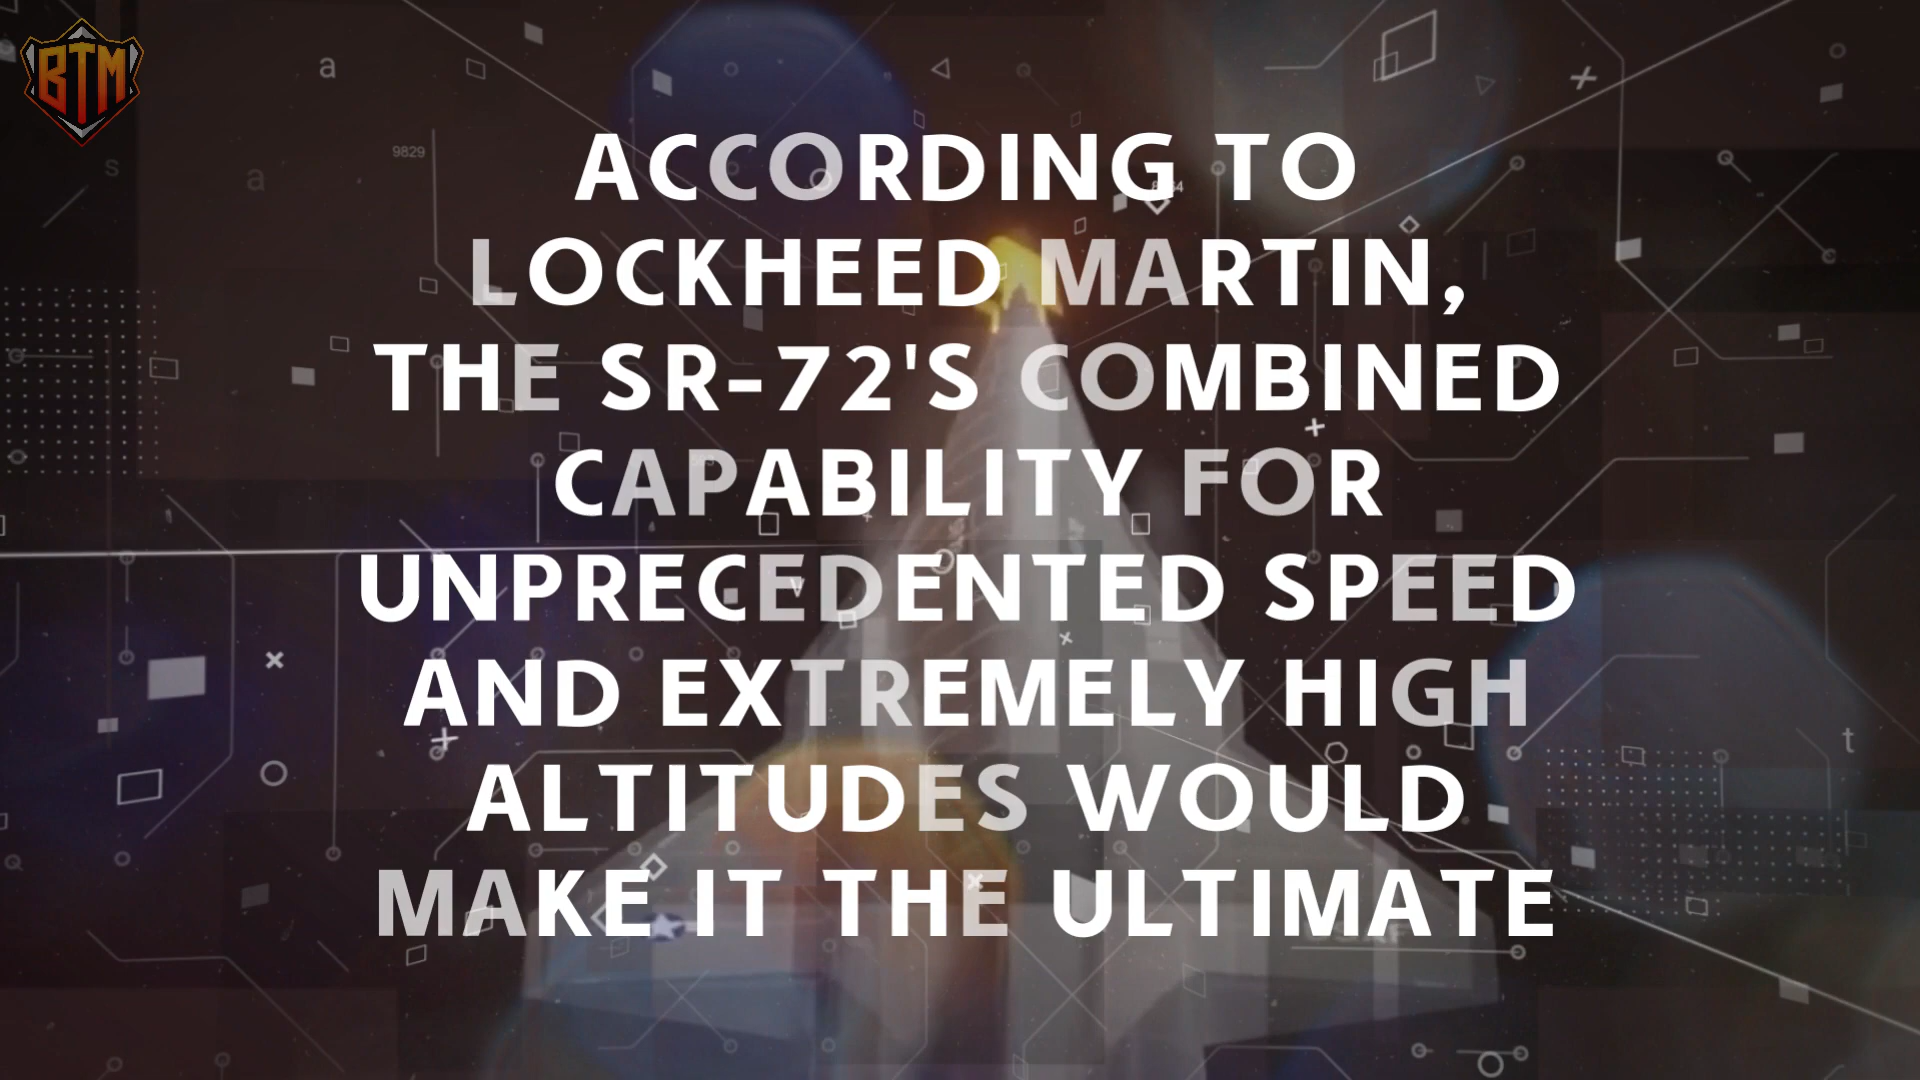 BTM
a
s
a
9829
ACCORDING TO
LOCKHEED MARTIN,
THE SR-72'S COMBINED
CAPABILITY FOR
UNPRECEDENTED SPEED
AND EXTREMELY HIGH
ALTITUDES WOULD
MAKE IT THE ULTIMATE
t